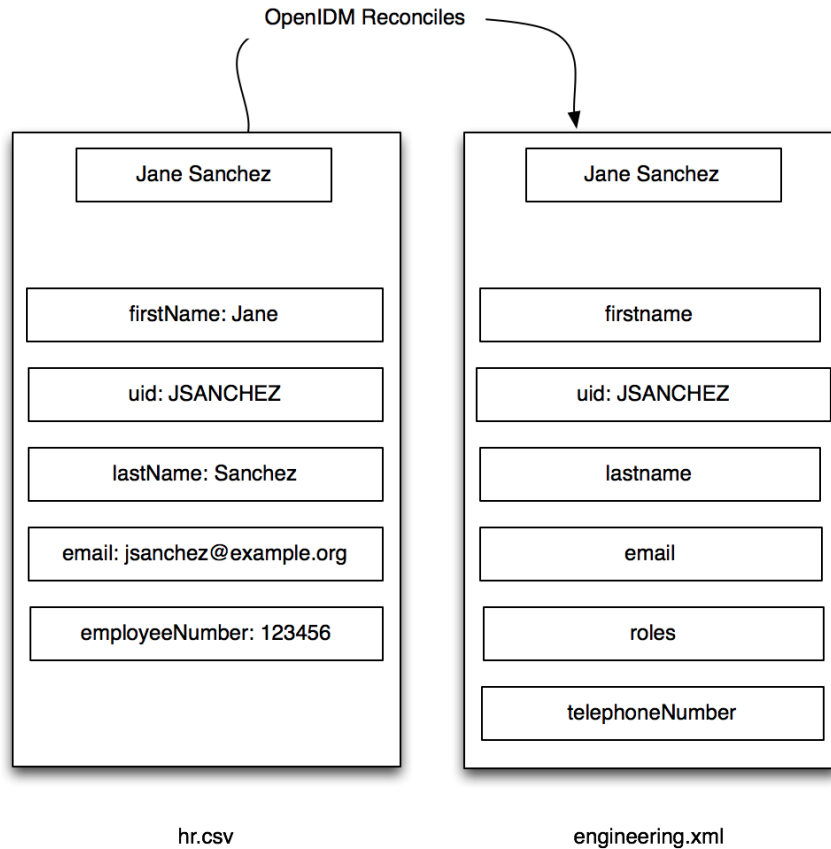 OpenIDM Reconciles
Jane Sanchez
firstName: Jane
uid: JSANCHEZ
lastName: Sanchez
email: jsanchez@example.org
employeeNumber: 123456
hr.csv
Jane Sanchez
firstname
uid: JSANCHEZ
lastname
email
roles
telephoneNumber
engineering.xml